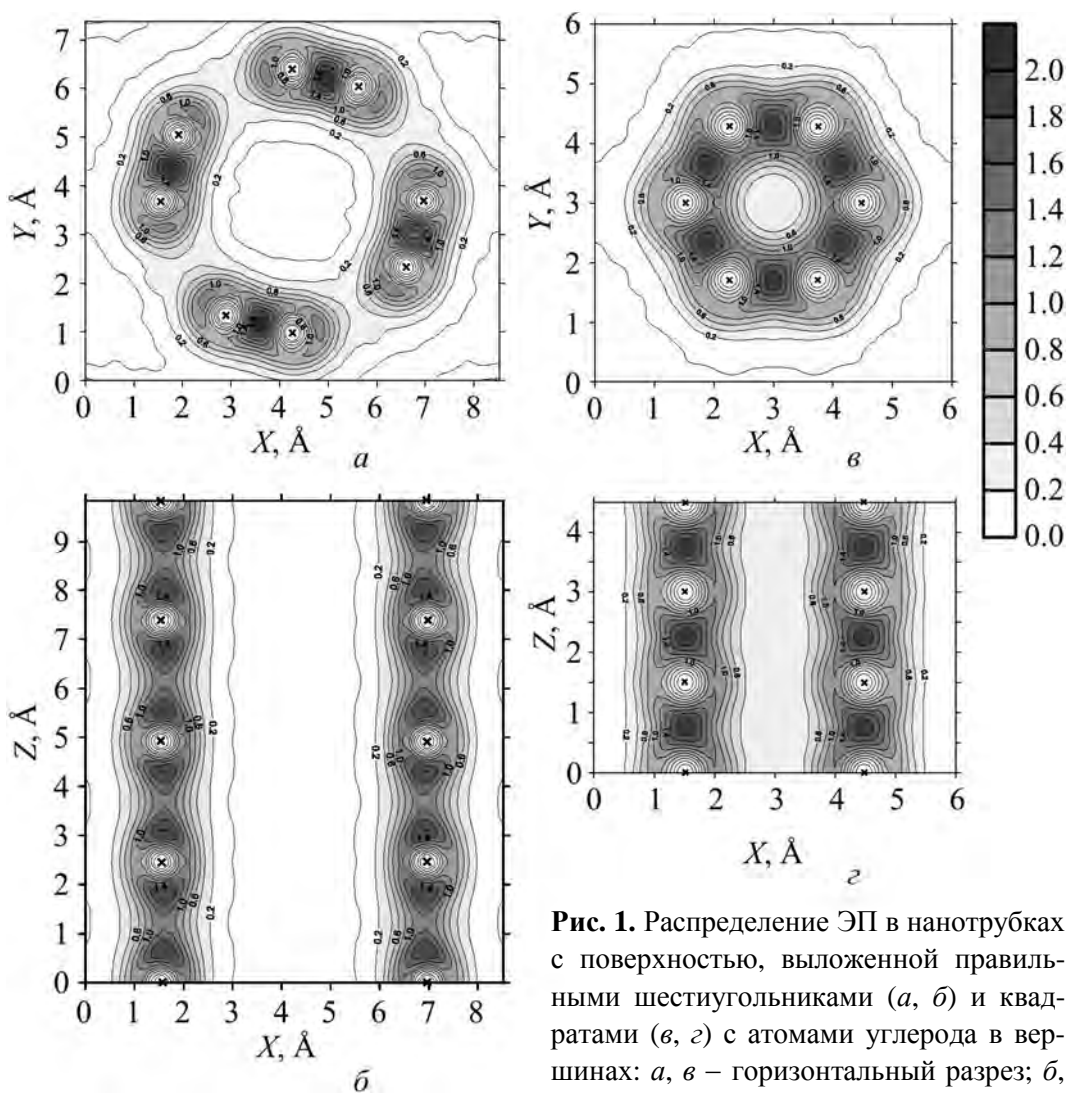 7
6
5
4
3
2
1
0
Y, Å
0 1 2 3 4 5 6 7 8
X, Å
а
6
5
4
3
2
1
0
Y, Å
0 1 2 3 4 5 6
X, Å
в
2.0
1.8
1.6
1.4
1.2
1.0
0.8
0.6
0.4
0.2
0.0
9
8
7
6
5
4
3
2
1
0
Z, Å
0 1 2 3 4 5 6 7 8
X, Å
б
4
3
2
1
0
Z, Å
0 1 2 3 4 5 6
X, Å
г
Рис. 1. Распределение ЭП в нанотрубках
с поверхностью, выложенной правиль-
ными шестиугольниками (а, б) и квад-
ратами (в, г) с атомами углерода в вер-
шинах: а, в – горизонтальный разрез; б,